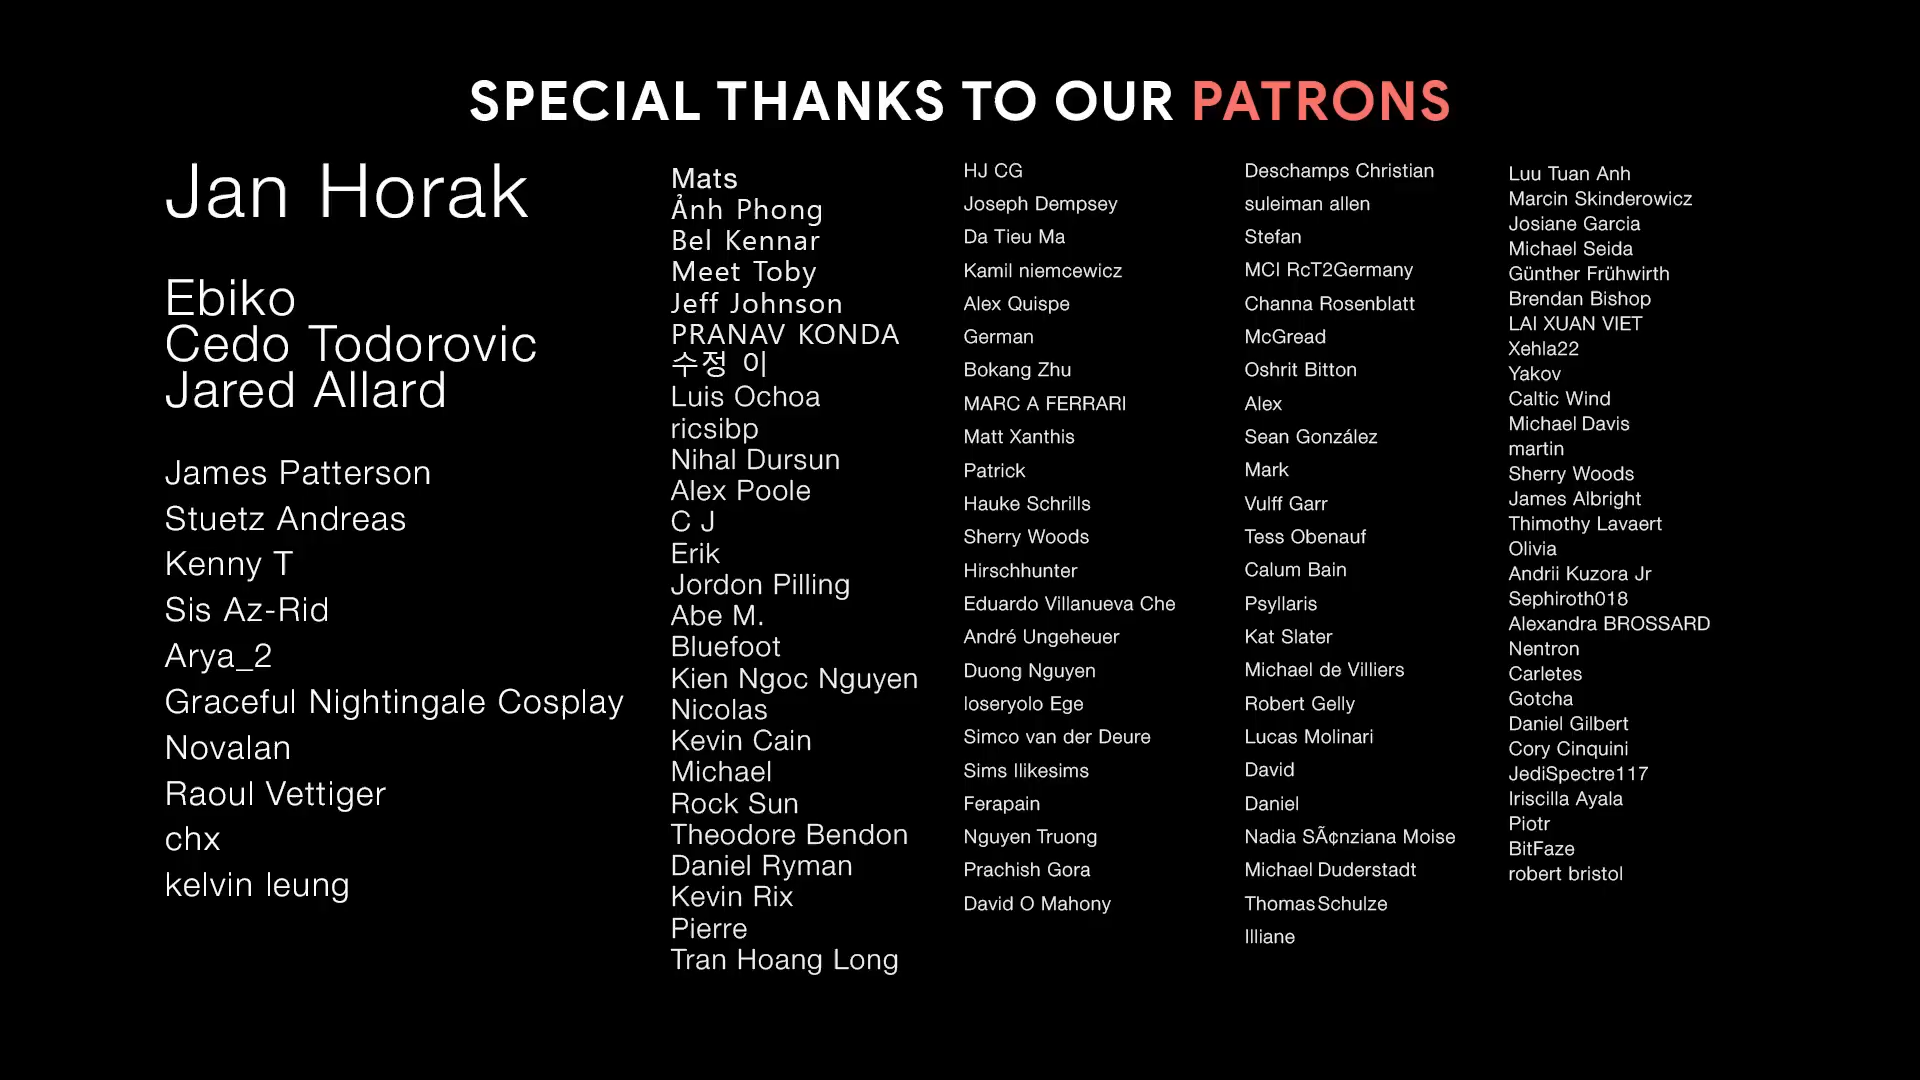 SPECIAL THANKS TO OUR PATRONS
Jan Horak
Ebiko
Cedo Todorovic
Jared Allard
James Patterson
Stuetz Andreas
Kenny T
Sis Az-Rid
Arya_2
Graceful Nightingale Cosplay
Novalan
Raoul Vettiger
chx
kelvin leung
Mats
Ảnh Phong
Bel Kennar
Meet Toby
Jeff Johnson
PRANAV KONDA
수정 이
Luis Ochoa
ricsibp
Nihal Dursun
Alex Poole
C J
Erik
Jordon Pilling
Abe M.
Bluefoot
Kien Ngoc Nguyen
Nicolas
Kevin Cain
Michael
Rock Sun
Theodore Bendon
Daniel Ryman
Kevin Rix
Pierre
Tran Hoang Long
HJ CG
Joseph Dempsey
Da Tieu Ma
Kamil niemcewicz
Alex Quispe
German
Bokang Zhu
MARC A FERRARI
Matt Xanthis
Patrick
Hauke Schrills
Sherry Woods
Hirschhunter
Eduardo Villanueva Che
André Ungeheuer
Duong Nguyen
loseryolo Ege
Simco van der Deure
Sims Ilikesims
Ferapain
Nguyen Truong
Prachish Gora
David O Mahony
Deschamps Christian
suleiman allen
Stefan
MCI RcT2Germany
Channa Rosenblatt
McGread
Oshrit Bitton
Alex
Sean González
Mark
Vulff Garr
Tess Obenauf
Calum Bain
Psyllaris
Kat Slater
Michael de Villiers
Robert Gelly
Lucas Molinari
David
Daniel
Nadia SÃ¢nziana Moise
Michael Duderstadt
Thomas Schulze
Illiane
Luu Tuan Anh
Marcin Skinderowicz
Josiane Garcia
Michael Seida
Günther Frühwirth
Brendan Bishop
LAI XUAN VIET
Xehla22
Yakov
Caltic Wind
Michael Davis
martin
Sherry Woods
James Albright
Thimothy Lavaert
Olivia
Andrii Kuzora Jr
Sephiroth018
Alexandra BROSSARD
Nentron
Carletes
Gotcha
Daniel Gilbert
Cory Cinquini
JediSpectre117
Iriscilla Ayala
Piotr
BitFaze
robert bristol